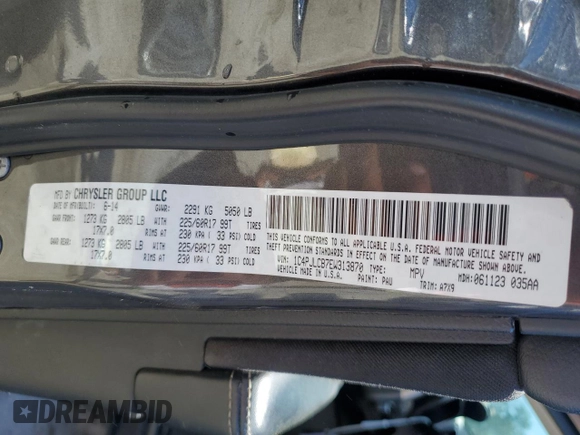 MFD BY CHRYSLER GROUP LLC
DATE OF MFR/BUILT: 6-14 GVWR: 2291 KG 5050 LB
GAWR FRONT: 1273 KG 2805 LB WITH 225/60R17 99T TIRES
17X7.0 RIMS AT 230 KPA ( 33 PSI) COLD
GAWR REAR: 1273 KG 2805 LB WITH 225/60R17 99T TIRES
17X7.0 RIMS AT 230 KPA ( 33 PSI) COLD
THIS VEHICLE CONFORMS TO ALL APPLICABLE U.S.A. FEDERAL MOTOR VEHICLE SAFETY AND
THEFT PREVENTION STANDARDS IN EFFECT ON THE DATE OF MANUFACTURE SHOWN ABOVE.
VIN: 1C4PJLCB7EW313870 TYPE: MPV MDH: 061123 035AA
VEHICLE MADE IN U.S.A. PAINT: PAU TRIM: A7X9
DREAMBID